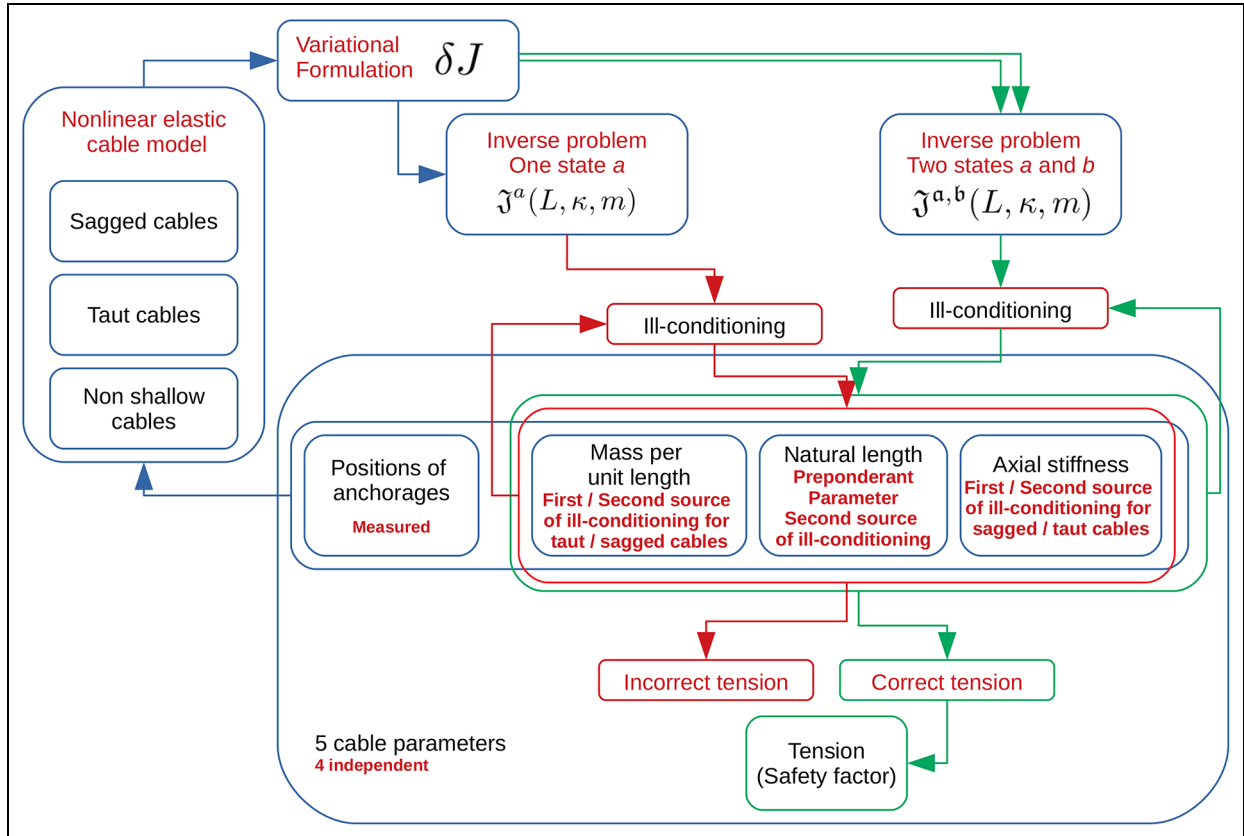 Variational
Formulation δJ
Nonlinear elastic
cable model
Sagged cables
Taut cables
Non shallow
cables
Inverse problem
One state a
𝔍ᵃ(L, κ, m)
Inverse problem
Two states a and b
𝔍^{𝔞,𝔟}(L, κ, m)
Ill-conditioning
Ill-conditioning
Positions of
anchorages
Measured
Mass per
unit length
First / Second source
of ill-conditioning for
taut / sagged cables
Natural length
Preponderant
Parameter
Second source
of ill-conditioning
Axial stiffness
First / Second source
of ill-conditioning for
sagged / taut cables
Incorrect tension
Correct tension
5 cable parameters
4 independent
Tension
(Safety factor)